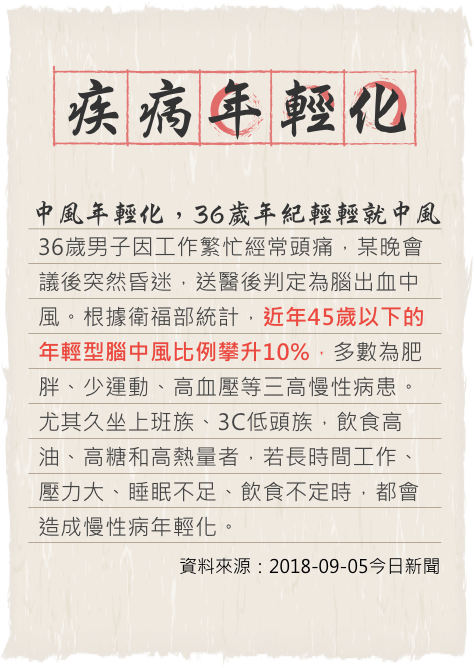 疾病年輕化
中風年輕化，36歲年紀輕輕就中風
36歲男子因工作繁忙經常頭痛，某晚會
議後突然昏迷，送醫後判定為腦出血中
風。根據衛福部統計，近年45歲以下的
年輕型腦中風比例攀升10%，多數為肥
胖、少運動、高血壓等三高慢性病患。
尤其久坐上班族、3C低頭族，飲食高
油、高糖和高熱量者，若長時間工作、
壓力大、睡眠不足、飲食不定時，都會
造成慢性病年輕化。
資料來源：2018-09-05今日新聞